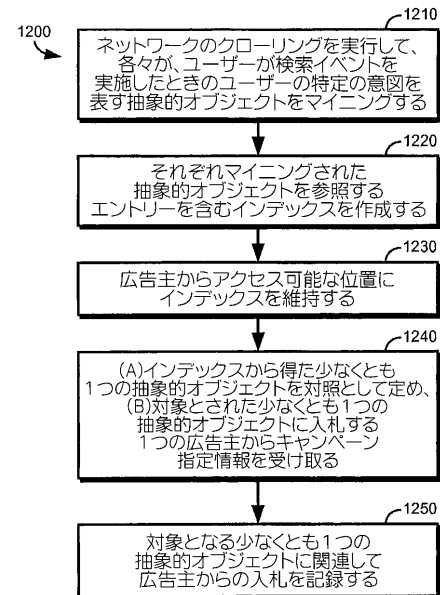 1200
1210
ネットワークのクローリングを実行して、
各々が、ユーザーが検索イベントを
実施したときのユーザーの特定の意図を
表す抽象的オブジェクトをマイニングする
1220
それぞれマイニングされた
抽象的オブジェクトを参照する
エントリーを含むインデックスを作成する
1230
広告主からアクセス可能な位置に
インデックスを維持する
1240
(A)インデックスから得た少なくとも
1つの抽象的オブジェクトを対照として定め、
(B)対象とされた少なくとも1つの
抽象的オブジェクトに入札する
1つの広告主からキャンペーン
指定情報を受け取る
1250
対象となる少なくとも1つの
抽象的オブジェクトに関連して
広告主からの入札を記録する